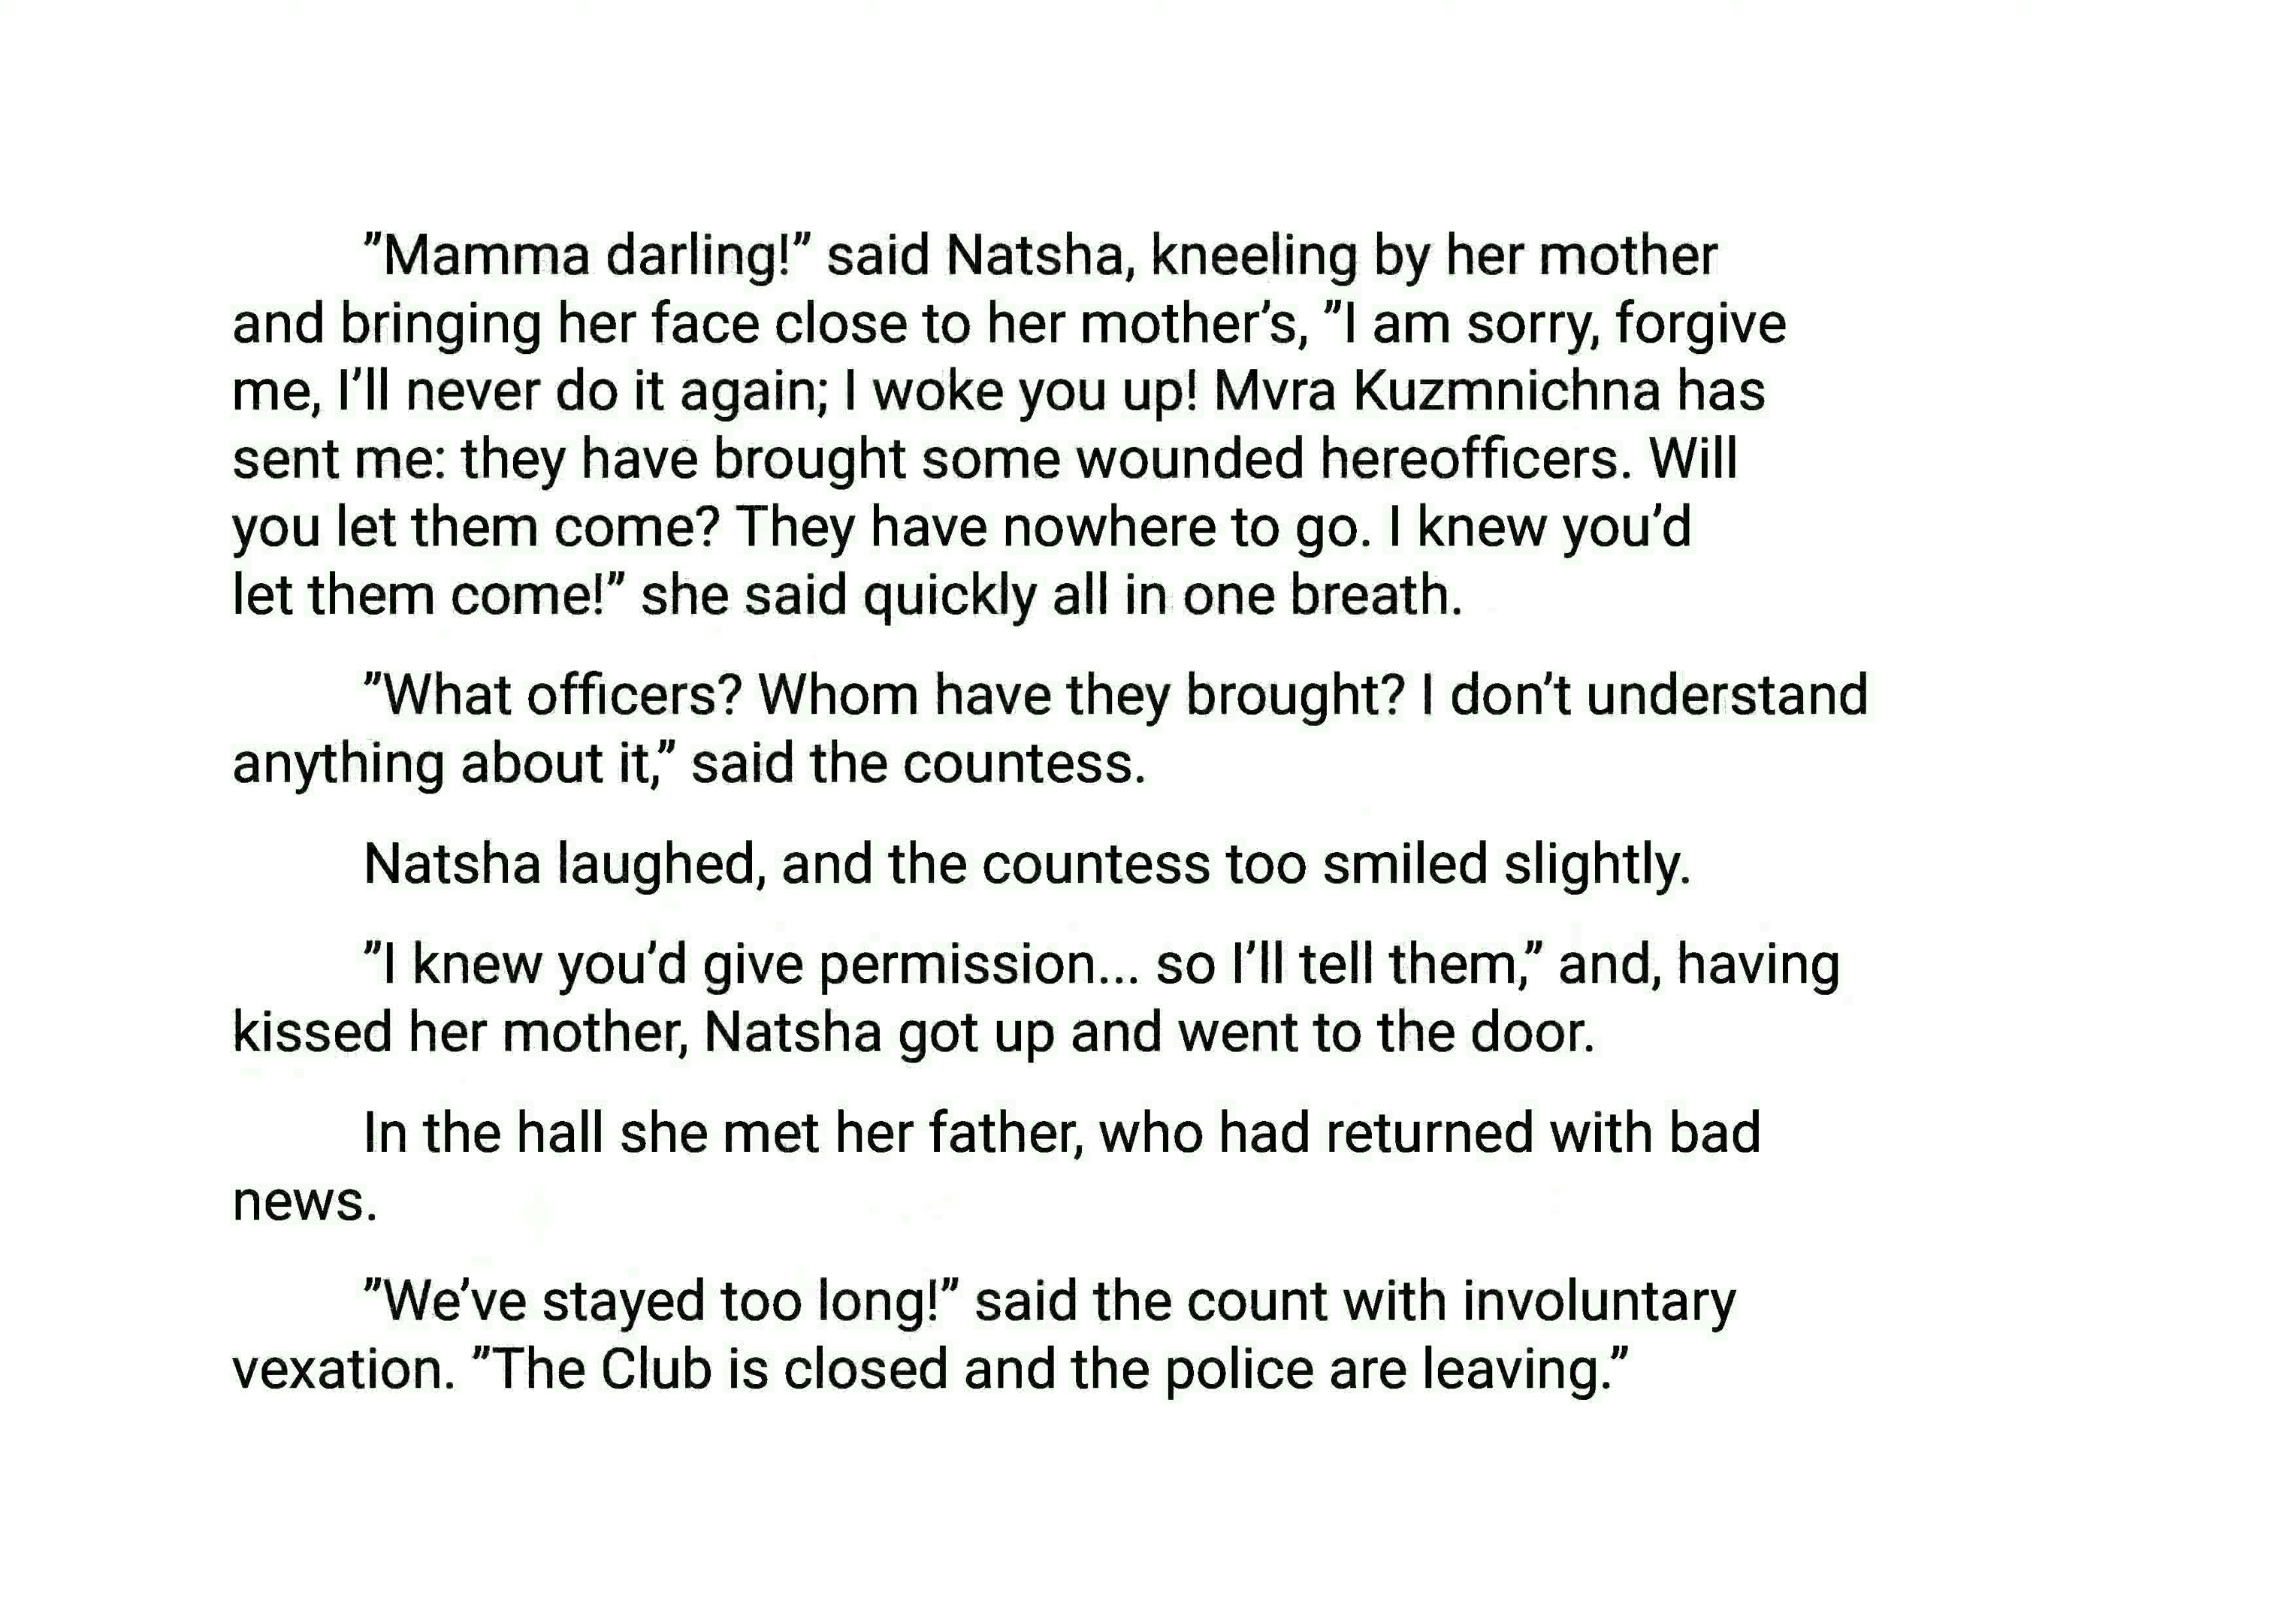 ”Mamma darling!” said Natsha, kneeling by her mother
and bringing her face close to her mother’s, ”I am sorry, forgive
me, I’ll never do it again; I woke you up! Mvra Kuzmnichna has
sent me: they have brought some wounded hereofficers. Will
you let them come? They have nowhere to go. I knew you’d
let them come!” she said quickly all in one breath.
”What officers? Whom have they brought? I don’t understand
anything about it,” said the countess.
Natsha laughed, and the countess too smiled slightly.
”I knew you’d give permission... so I’ll tell them,” and, having
kissed her mother, Natsha got up and went to the door.
In the hall she met her father, who had returned with bad
news.
”We’ve stayed too long!” said the count with involuntary
vexation. ”The Club is closed and the police are leaving.”